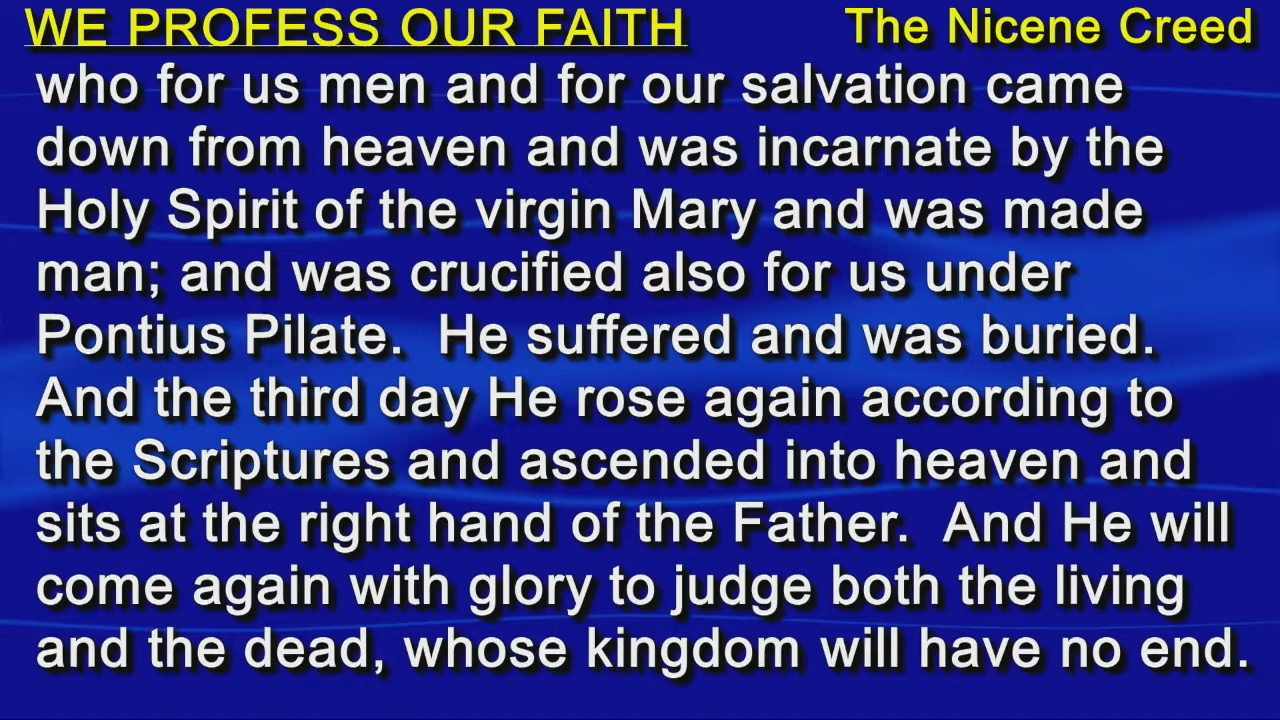 WE PROFESS OUR FAITH The Nicene Creed
who for us men and for our salvation came
down from heaven and was incarnate by the
Holy Spirit of the virgin Mary and was made
man; and was crucified also for us under
Pontius Pilate.  He suffered and was buried.
And the third day He rose again according to
the Scriptures and ascended into heaven and
sits at the right hand of the Father.  And He will
come again with glory to judge both the living
and the dead, whose kingdom will have no end.